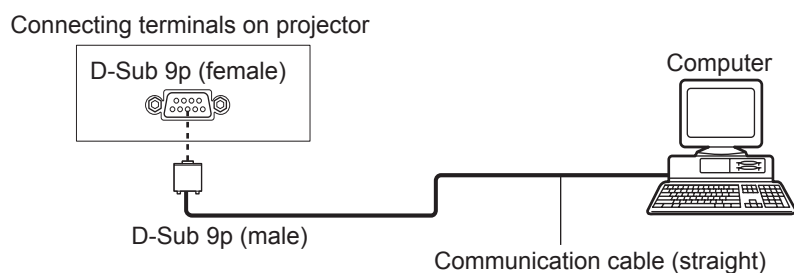 Connecting terminals on projector
D-Sub 9p (female)
Computer
D-Sub 9p (male)
Communication cable (straight)